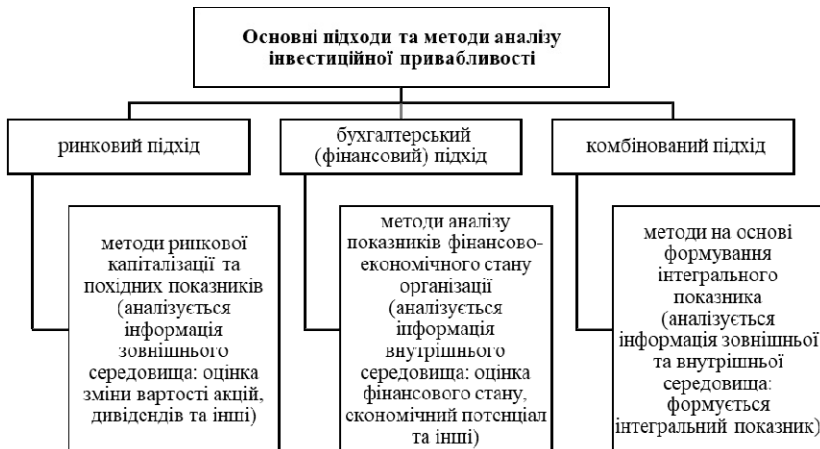 Основні підходи та методи аналізу
інвестиційної привабливості
ринковий підхід
бухгалтерський
(фінансовий) підхід
комбінований підхід
методи ринкової
капіталізації та
похідних показників
(аналізується
інформація
зовнішнього
середовища: оцінка
зміни вартості акцій,
дивідендів та інші)
методи аналізу
показників фінансово-
економічного стану
організації
(аналізується
інформація
внутрішнього
середовища: оцінка
фінансового стану,
економічний потенціал
та інші)
методи на основі
формування
інтегрального
показника
(аналізується
інформація зовнішньої
та внутрішньої
середовища:
формується
інтегральний показник)